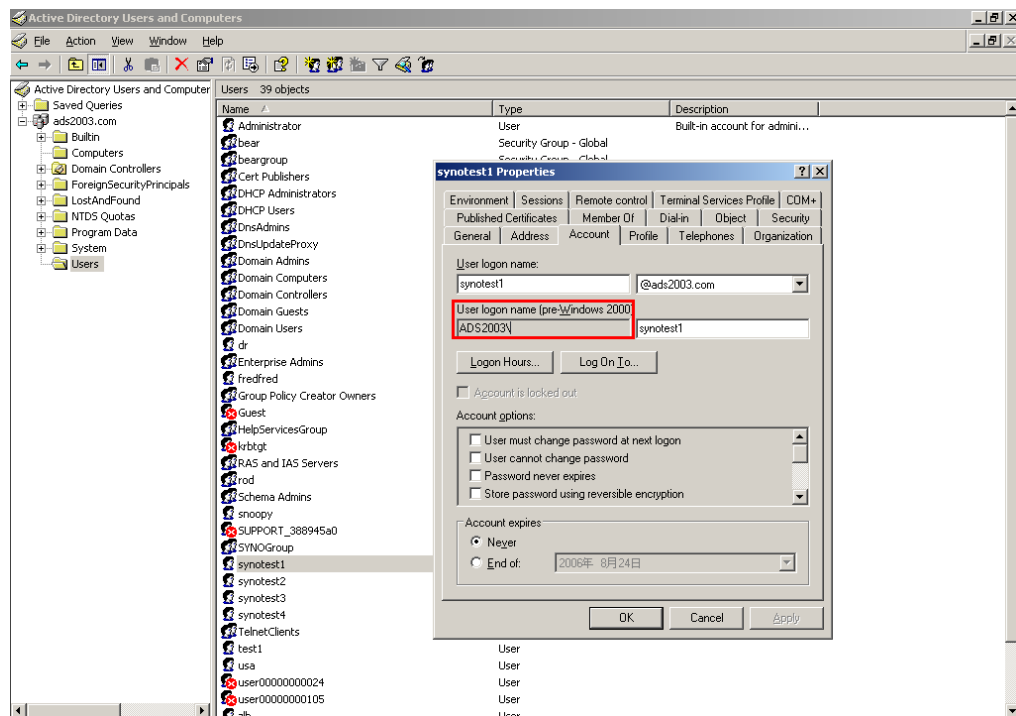 Active Directory Users and Computers
File Action View Window Help
Active Directory Users and Computer
Saved Queries
ads2003.com
Builtin
Computers
Domain Controllers
ForeignSecurityPrincipals
LostAndFound
NTDS Quotas
Program Data
System
Users
Users 39 objects
Name Type Description
Administrator User Built-in account for admini...
bear Security Group - Global
beargroup Security Group - Global
Cert Publishers
DHCP Administrators
DHCP Users
DnsAdmins
DnsUpdateProxy
Domain Admins
Domain Computers
Domain Controllers
Domain Guests
Domain Users
dr
Enterprise Admins
fredfred
Group Policy Creator Owners
Guest
HelpServicesGroup
krbtgt
RAS and IAS Servers
rod
Schema Admins
snoopy
SUPPORT_388945a0
SYNOGroup
synotest1
synotest2
synotest3
synotest4
TelnetClients
test1 User
usa User
user00000000024 User
user00000000105 User
User
synotest1 Properties
Environment Sessions Remote control Terminal Services Profile COM+
Published Certificates Member Of Dial-in Object Security
General Address Account Profile Telephones Organization
User logon name:
synotest1 @ads2003.com
User logon name (pre-Windows 2000)
ADS2003\ synotest1
Logon Hours... Log On To...
Account is locked out
Account options:
User must change password at next logon
User cannot change password
Password never expires
Store password using reversible encryption
Account expires
Never
End of: 2006年 8月24日
OK Cancel Apply